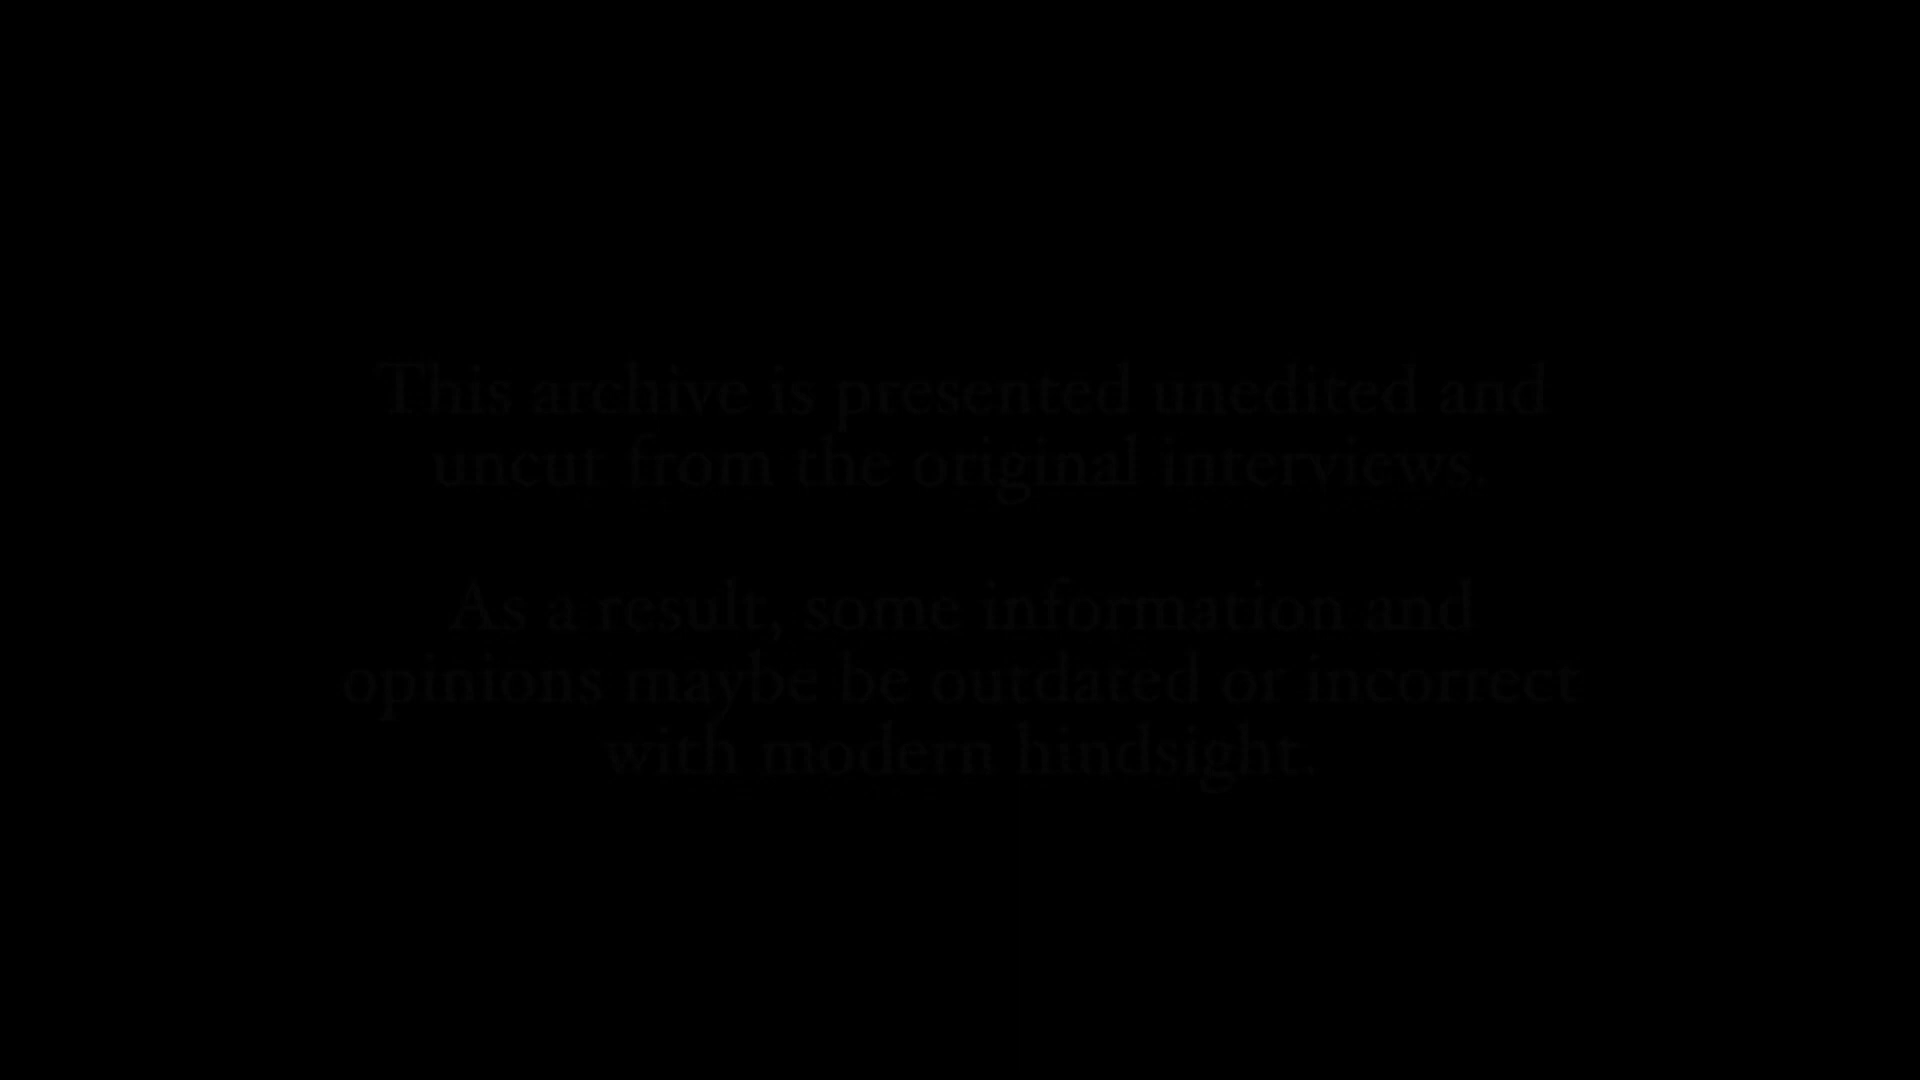 This archive is presented unedited and
uncut from the original interviews.
As a result, some information and
opinions maybe be outdated or incorrect
with modern hindsight.